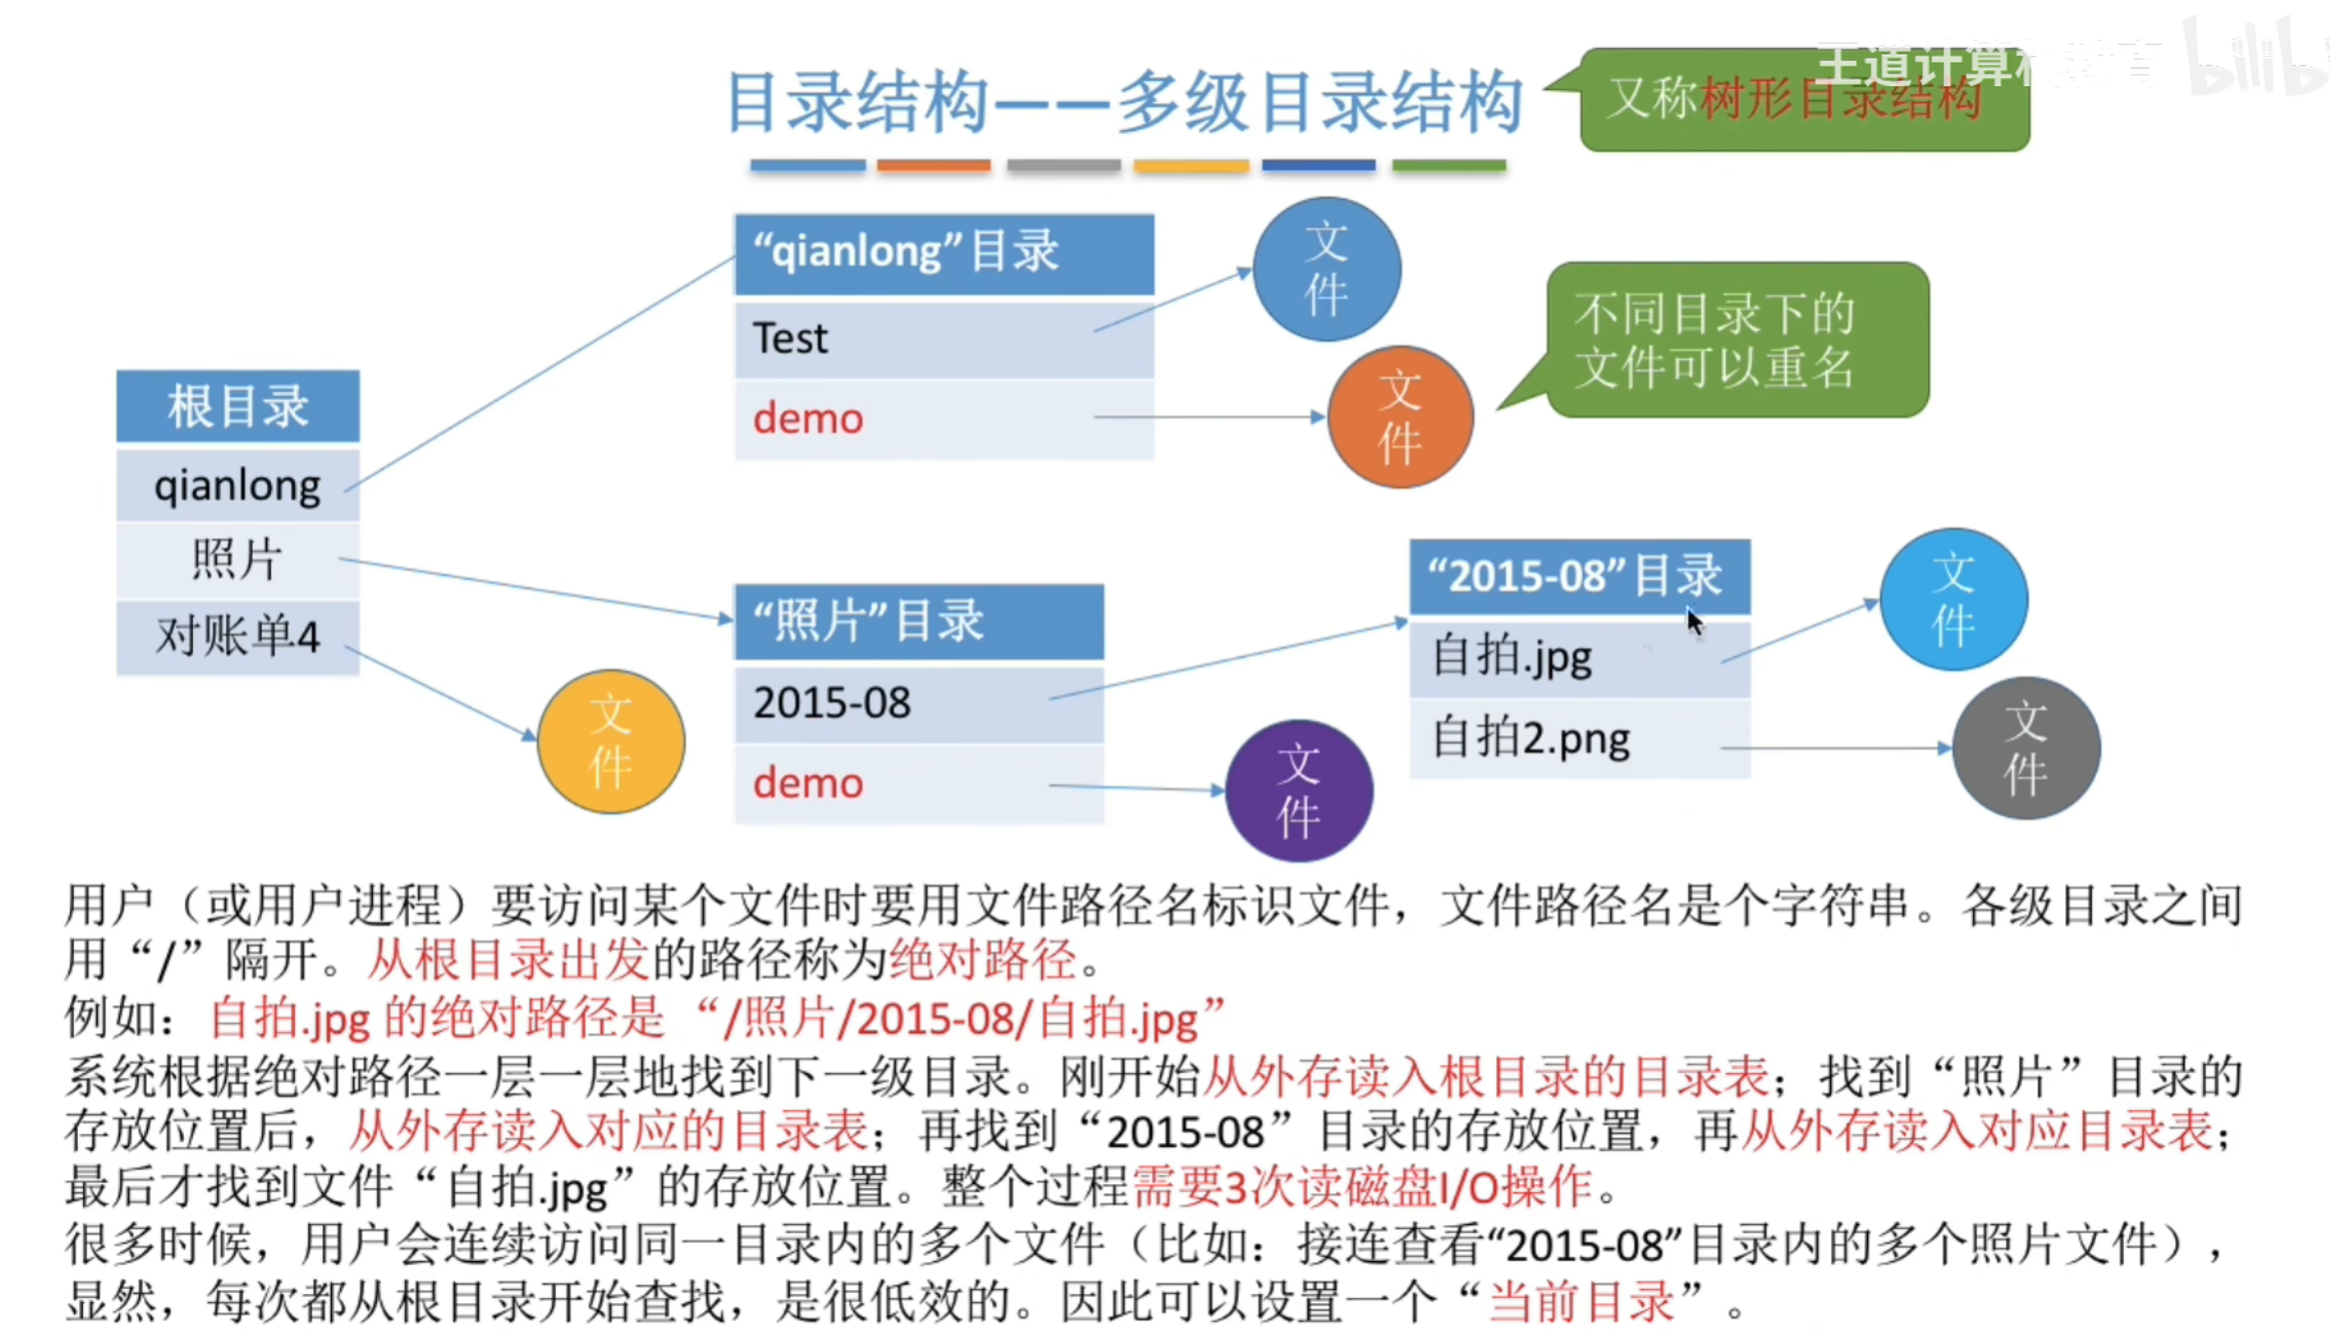 王道计算机教育
bilibili
目录结构——多级目录结构
又称树形目录结构
“qianlong”目录
Test
demo
文
件
文
件
不同目录下的
文件可以重名
根目录
qianlong
照片
对账单4
文
件
“照片”目录
2015-08
demo
文
件
“2015-08”目录
自拍.jpg
自拍2.png
文
件
文
件
用户（或用户进程）要访问某个文件时要用文件路径名标识文件，文件路径名是个字符串。各级目录之间
用“/”隔开。从根目录出发的路径称为绝对路径。
例如：自拍.jpg 的绝对路径是 “/照片/2015-08/自拍.jpg”
系统根据绝对路径一层一层地找到下一级目录。刚开始从外存读入根目录的目录表；找到“照片”目录的
存放位置后，从外存读入对应的目录表；再找到“2015-08”目录的存放位置，再从外存读入对应目录表；
最后才找到文件“自拍.jpg”的存放位置。整个过程需要3次读磁盘I/O操作。
很多时候，用户会连续访问同一目录内的多个文件（比如：接连查看“2015-08”目录内的多个照片文件），
显然，每次都从根目录开始查找，是很低效的。因此可以设置一个“当前目录”。